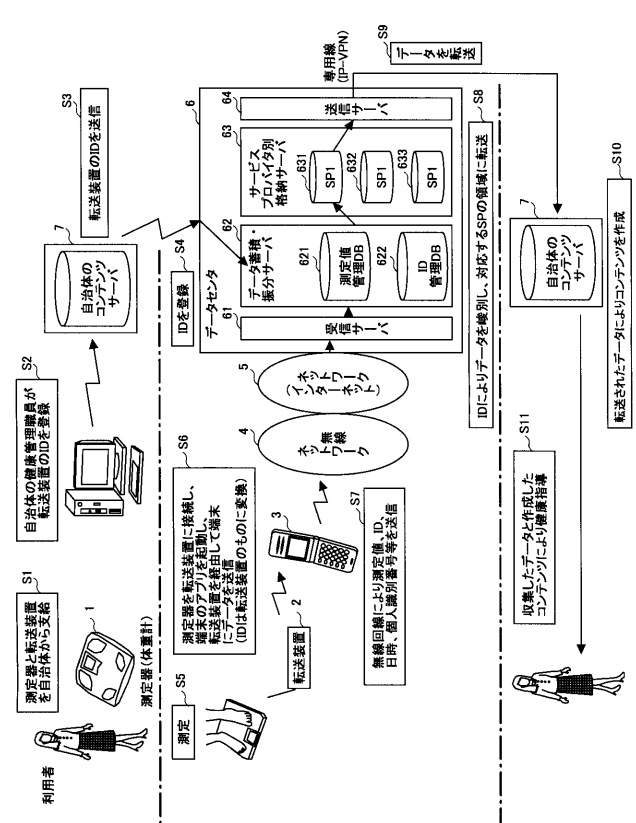 利用者
S1
測定器と転送装置
を自治体から支給
1
測定器(体重計)
S2
自治体の健康管理職員が
転送装置のIDを登録
7
自治体の
コンテンツ
サーバ
S3
転送装置のIDを送信
S4
IDを登録
S5
測定
2
転送装置
S6
測定器を転送装置に接続し、
端末のアプリを起動し、
転送装置を経由して端末
にデータを送信
(IDは転送装置のものに変換)
3
S7
無線回線により測定値、ID、
日時、個人識別番号等を送信
4
無線
ネットワーク
5
ネットワーク
(インターネット)
6
データセンタ
61
受信サーバ
62
データ蓄積・
振分サーバ
621
測定値
管理DB
622
ID
管理DB
63
サービス
プロバイダ別
格納サーバ
631
SP1
632
SP1
633
SP1
64
送信サーバ
専用線
(IP-VPN)
S8
IDによりデータを峻別し、対応するSPの領域に転送
S9
データを
転送
7
自治体の
コンテンツ
サーバ
S10
転送されたデータによりコンテンツを作成
S11
収集したデータと作成した
コンテンツにより健康指導